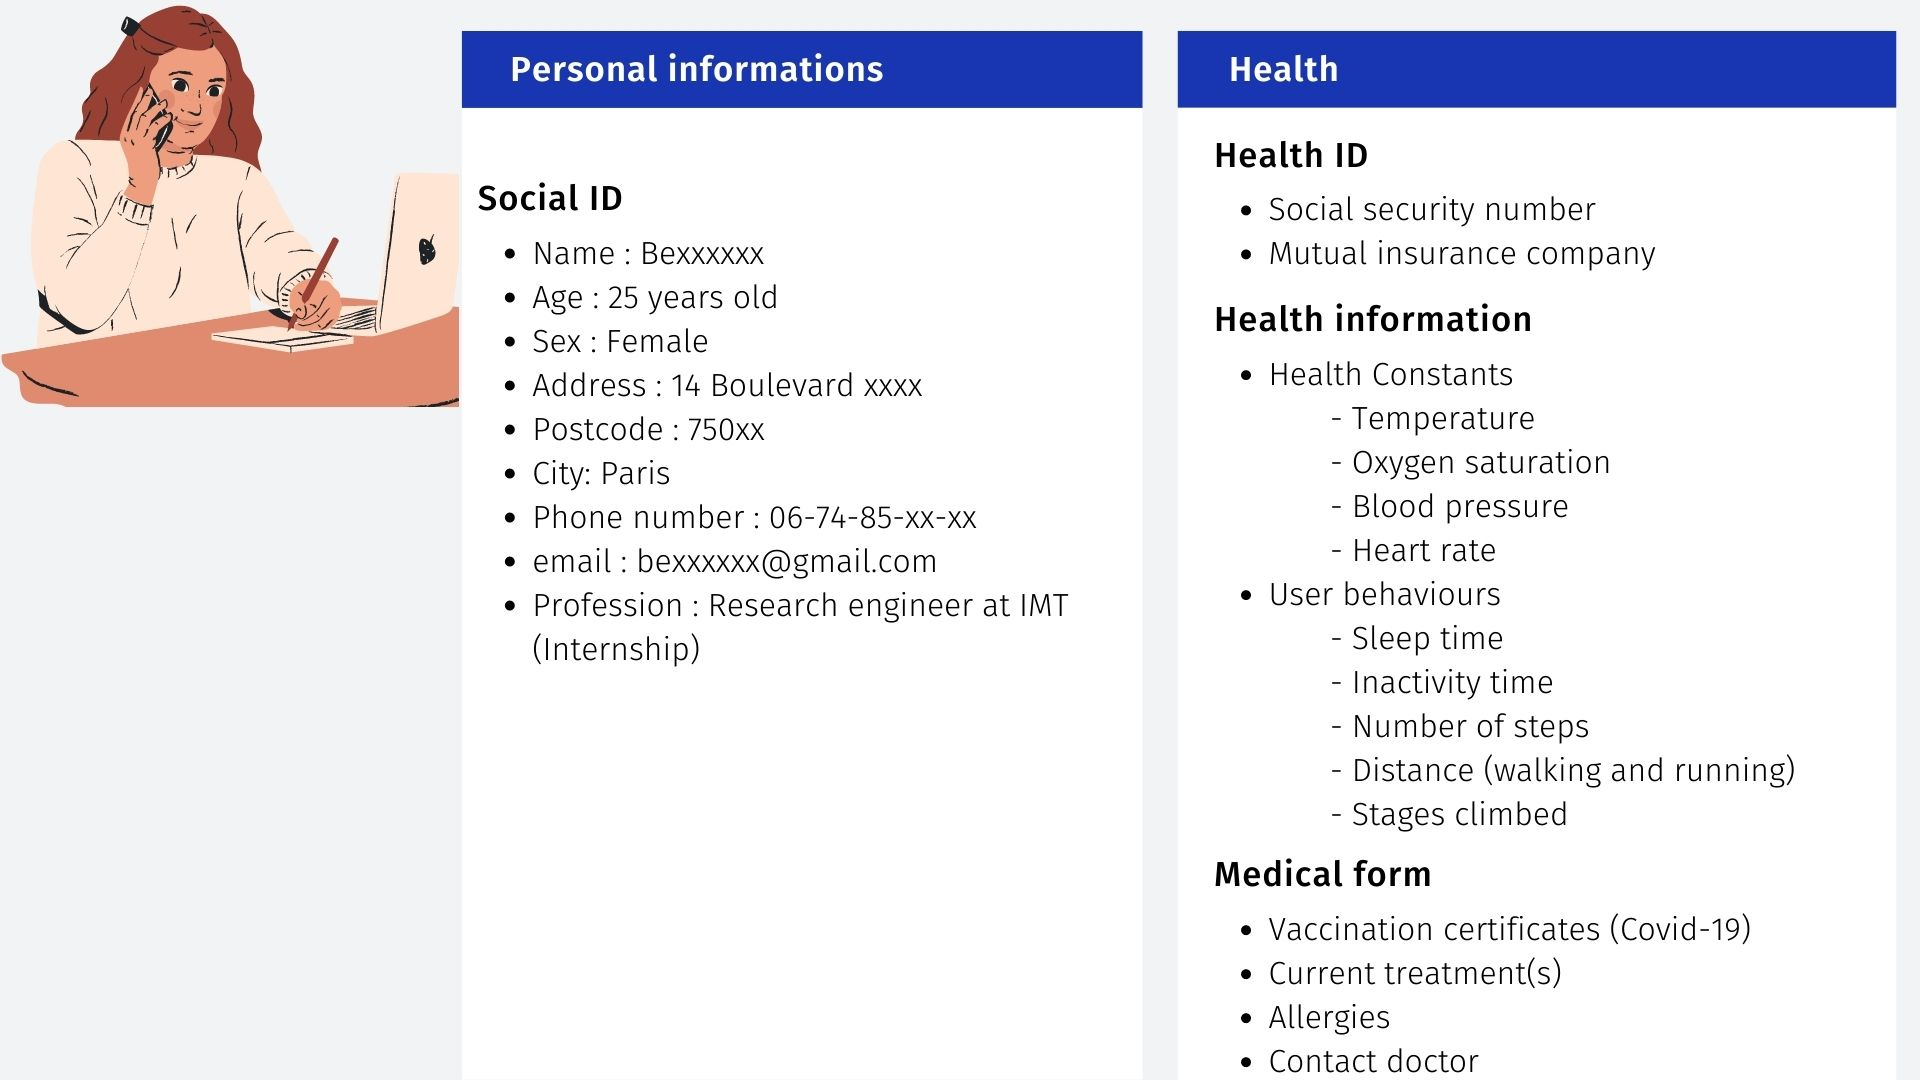 Personal informations
Social ID
• Name : Bexxxxxx
• Age : 25 years old
• Sex : Female
• Address : 14 Boulevard xxxx
• Postcode : 750xx
• City: Paris
• Phone number : 06-74-85-xx-xx
• email : bexxxxxx@gmail.com
• Profession : Research engineer at IMT
(Internship)
Health
Health ID
• Social security number
• Mutual insurance company
Health information
• Health Constants
- Temperature
- Oxygen saturation
- Blood pressure
- Heart rate
• User behaviours
- Sleep time
- Inactivity time
- Number of steps
- Distance (walking and running)
- Stages climbed
Medical form
• Vaccination certificates (Covid-19)
• Current treatment(s)
• Allergies
• Contact doctor